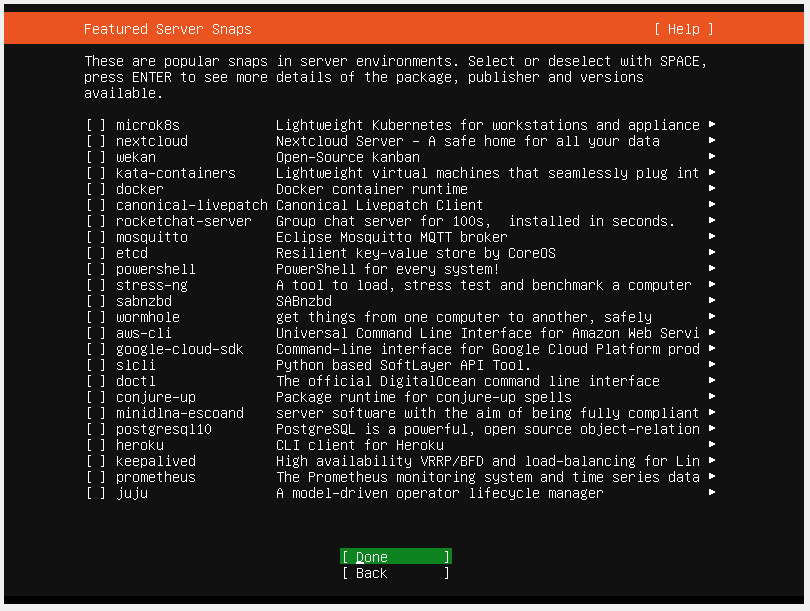 Featured Server Snaps [ Help ]
These are popular snaps in server environments. Select or deselect with SPACE,
press ENTER to see more details of the package, publisher and versions
available.
[ ] microk8s Lightweight Kubernetes for workstations and appliance ▸
[ ] nextcloud Nextcloud Server - A safe home for all your data ▸
[ ] wekan Open-Source kanban ▸
[ ] kata-containers Lightweight virtual machines that seamlessly plug int ▸
[ ] docker Docker container runtime ▸
[ ] canonical-livepatch Canonical Livepatch Client ▸
[ ] rocketchat-server Group chat server for 100s, installed in seconds. ▸
[ ] mosquitto Eclipse Mosquitto MQTT broker ▸
[ ] etcd Resilient key-value store by CoreOS ▸
[ ] powershell PowerShell for every system! ▸
[ ] stress-ng A tool to load, stress test and benchmark a computer ▸
[ ] sabnzbd SABnzbd ▸
[ ] wormhole get things from one computer to another, safely ▸
[ ] aws-cli Universal Command Line Interface for Amazon Web Servi ▸
[ ] google-cloud-sdk Command-line interface for Google Cloud Platform prod ▸
[ ] slcli Python based SoftLayer API Tool. ▸
[ ] doctl The official DigitalOcean command line interface ▸
[ ] conjure-up Package runtime for conjure-up spells ▸
[ ] minidlna-escoand server software with the aim of being fully compliant ▸
[ ] postgresql10 PostgreSQL is a powerful, open source object-relation ▸
[ ] heroku CLI client for Heroku ▸
[ ] keepalived High availability VRRP/BFD and load-balancing for Lin ▸
[ ] prometheus The Prometheus monitoring system and time series data ▸
[ ] juju A model-driven operator lifecycle manager ▸
[ Done ]
[ Back ]